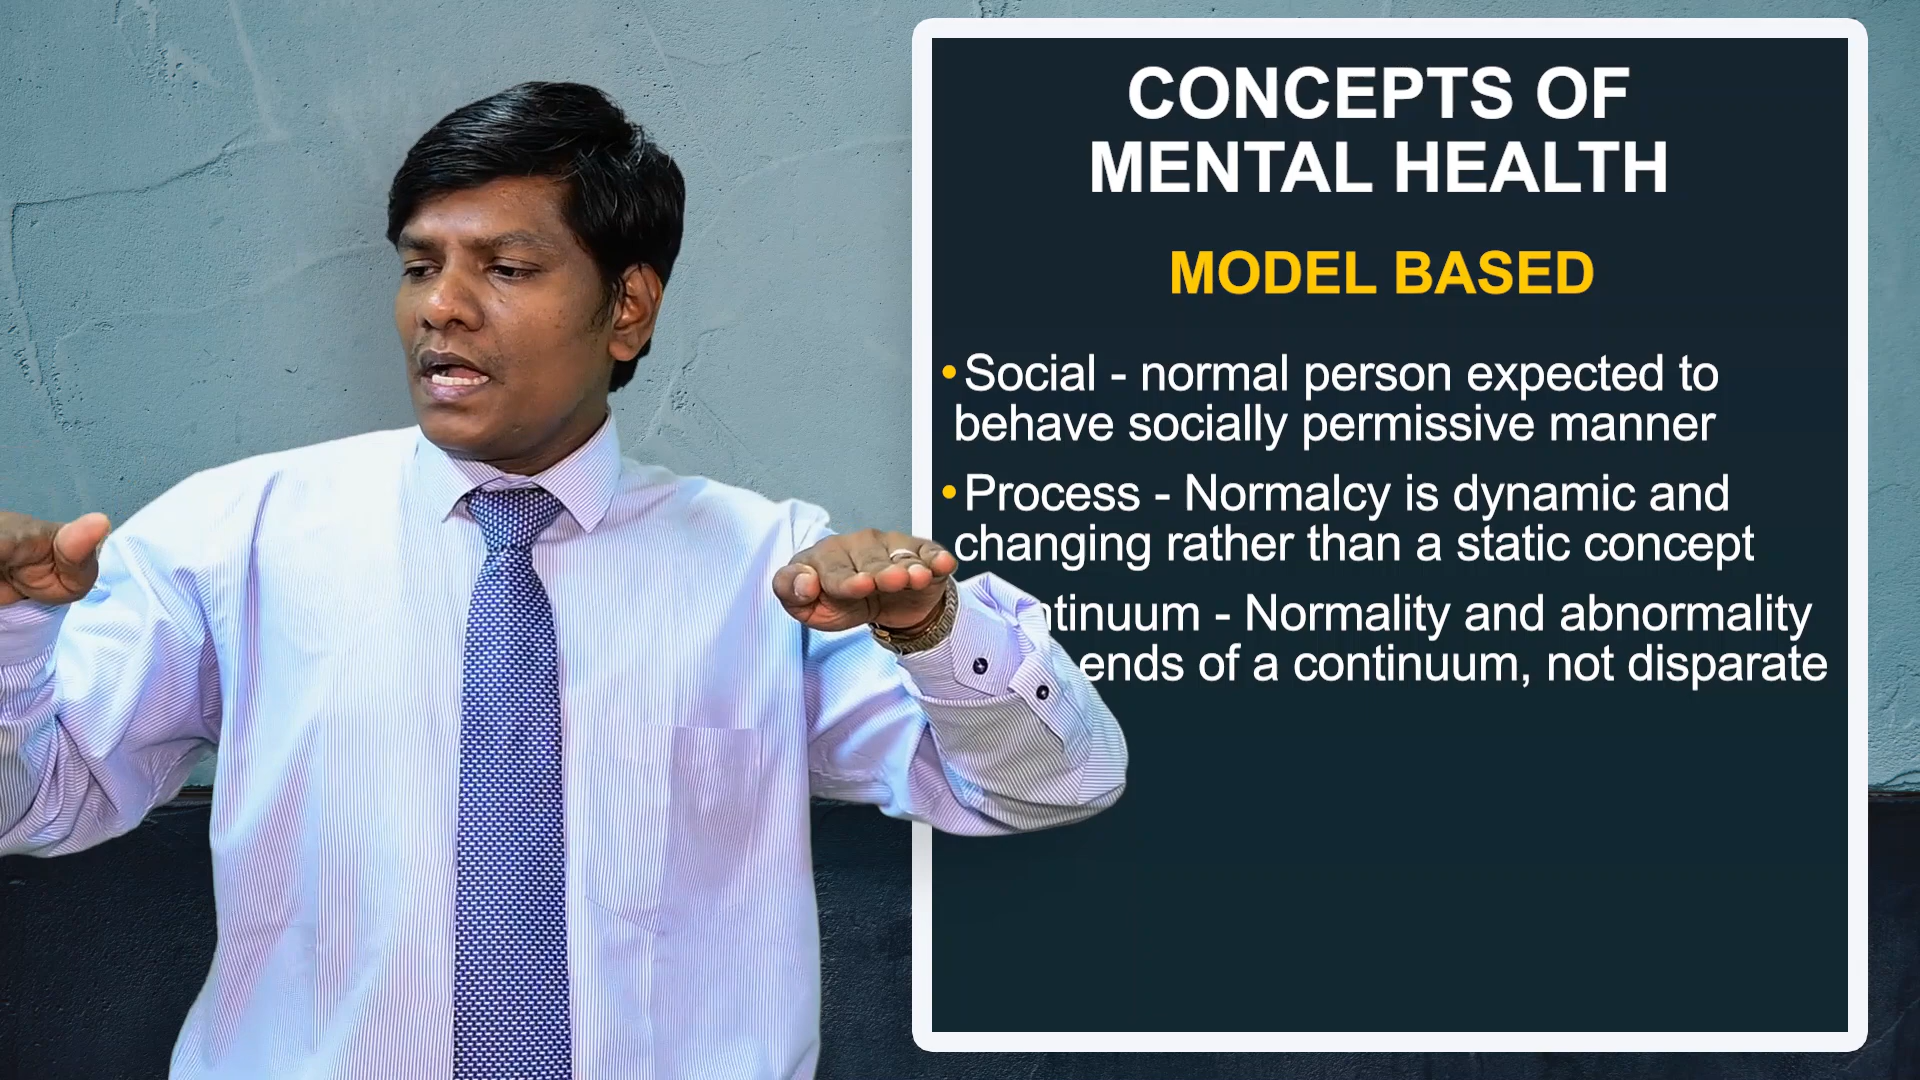 CONCEPTS OF
MENTAL HEALTH
MODEL BASED
•Social - normal person expected to
behave socially permissive manner
•Process - Normalcy is dynamic and
changing rather than a static concept
- Normality and abnormality
ends of a continuum, not disparate